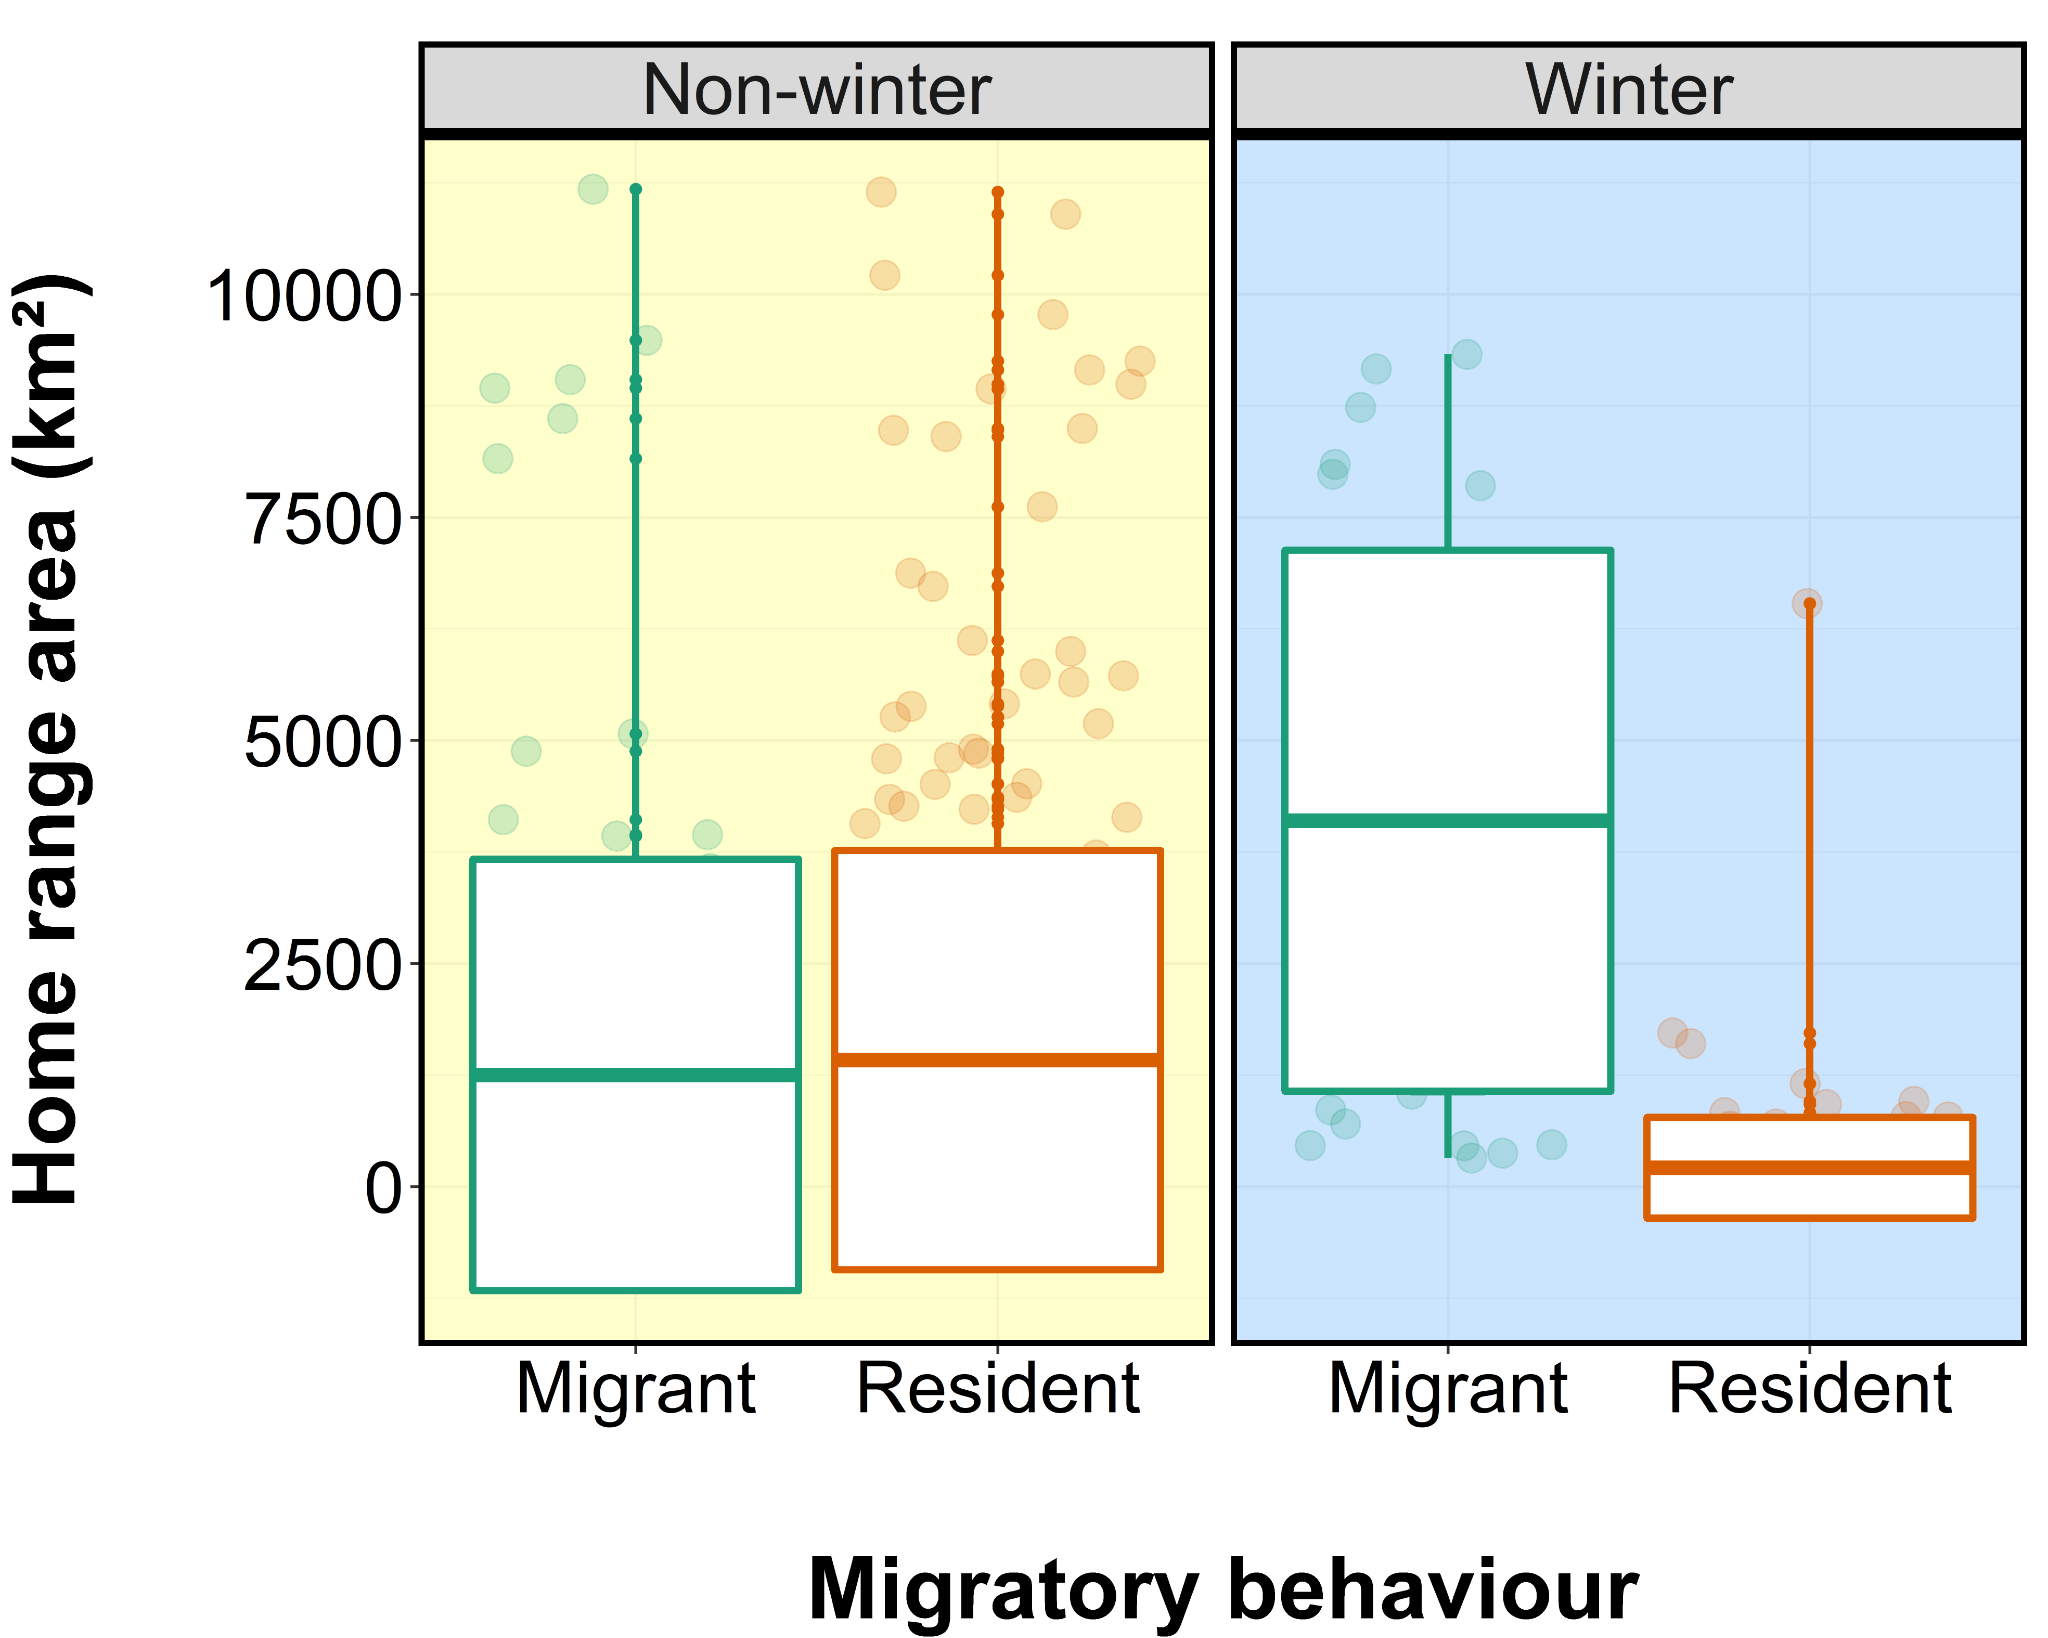 Non-winter
Winter
Home range area (km²)
10000
7500
5000
2500
0
Migrant
Resident
Migrant
Resident
Migratory behaviour